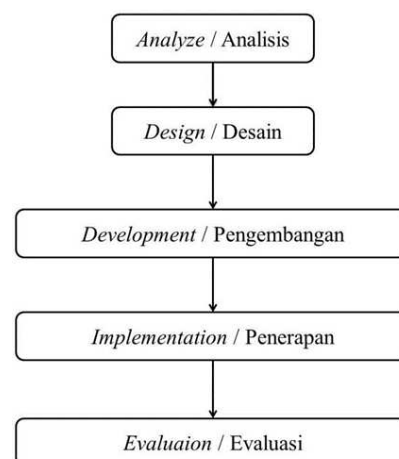 Analyze / Analisis
Design / Desain
Development / Pengembangan
Implementation / Penerapan
Evaluaion / Evaluasi